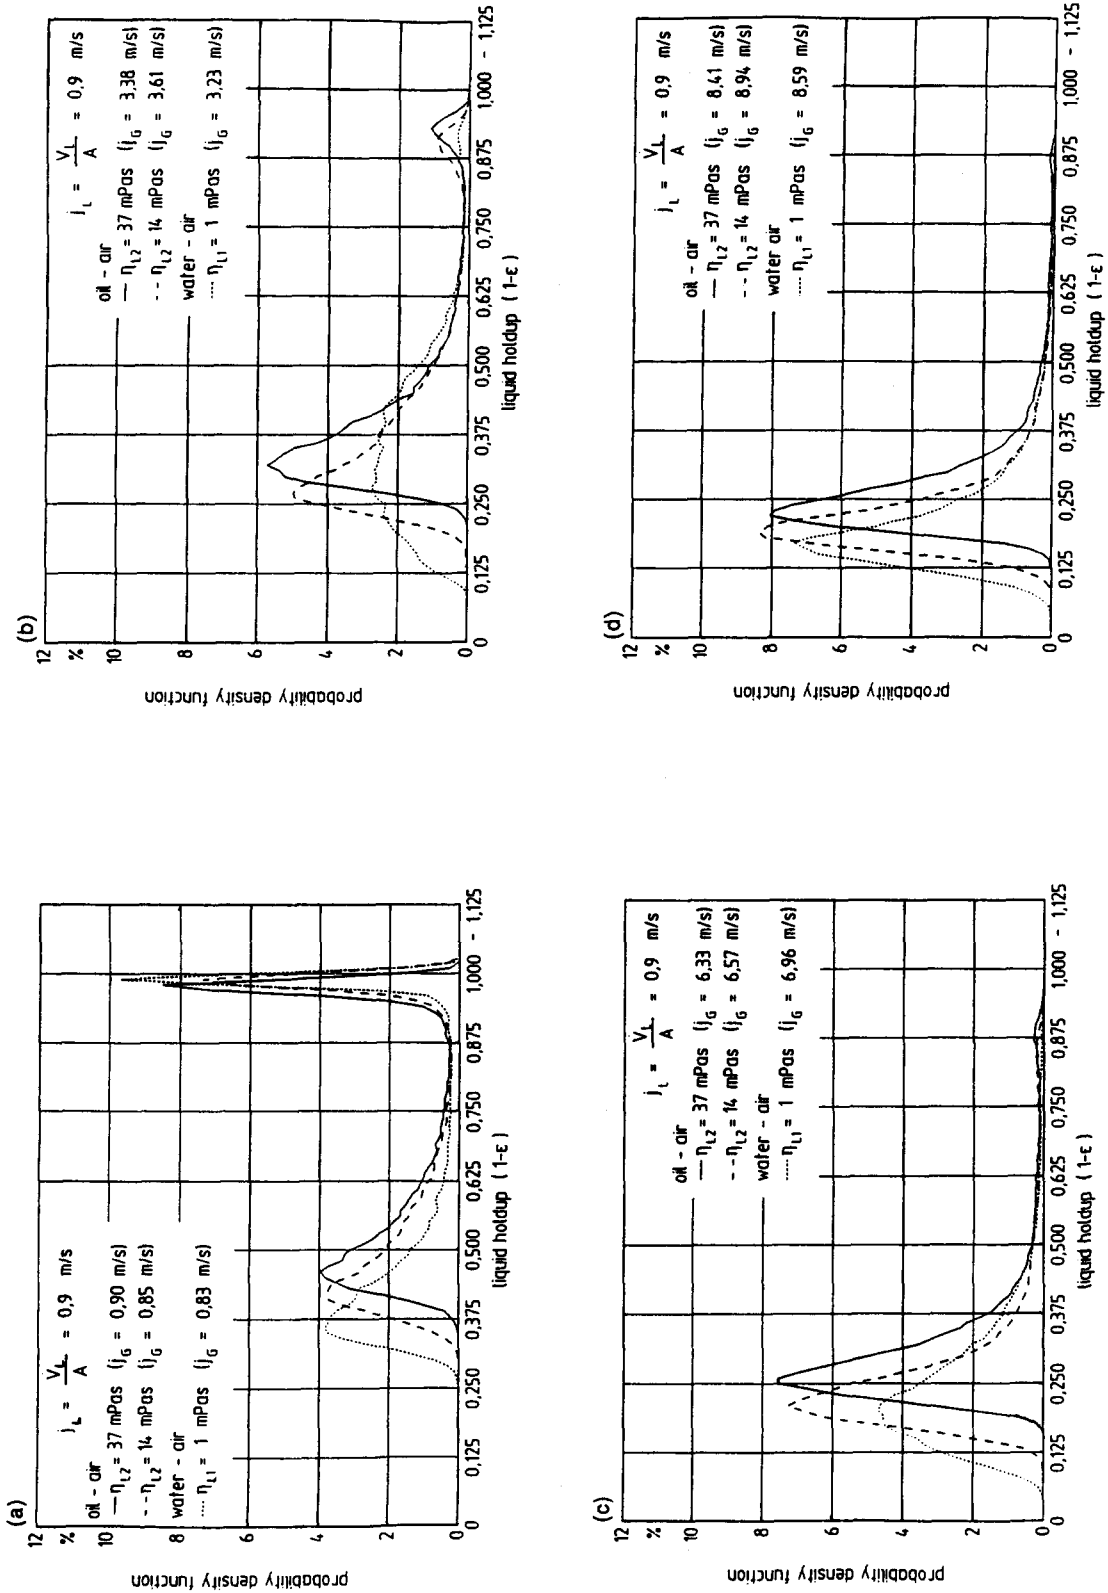 (a)
12
%
10
8
6
4
2
0
probability density function
j_L = V̇_L / A = 0,9 m/s
oil - air
— η_L2 = 37 mPas (j_G = 0,90 m/s)
-- η_L2 = 14 mPas (j_G = 0,85 m/s)
water - air
····· η_L1 = 1 mPas (j_G = 0,83 m/s)
0 0,125 0,250 0,375 0,500 0,625 0,750 0,875 1,000 - 1,125
liquid holdup (1-ε)
(b)
12
%
10
8
6
4
2
0
probability density function
j_L = V̇_L / A = 0,9 m/s
oil - air
— η_L2 = 37 mPas (j_G = 3,38 m/s)
-- η_L2 = 14 mPas (j_G = 3,61 m/s)
water - air
····· η_L1 = 1 mPas (j_G = 3,23 m/s)
0 0,125 0,250 0,375 0,500 0,625 0,750 0,875 1,000 - 1,125
liquid holdup (1-ε)
(c)
12
%
10
8
6
4
2
0
probability density function
j_L = V̇_L / A = 0,9 m/s
oil - air
— η_L2 = 37 mPas (j_G = 6,33 m/s)
-- η_L2 = 14 mPas (j_G = 6,57 m/s)
water - air
····· η_L1 = 1 mPas (j_G = 6,96 m/s)
0 0,125 0,250 0,375 0,500 0,625 0,750 0,875 1,000 - 1,125
liquid holdup (1-ε)
(d)
12
%
10
8
6
4
2
0
probability density function
j_L = V̇_L / A = 0,9 m/s
oil - air
— η_L2 = 37 mPas (j_G = 8,41 m/s)
-- η_L2 = 14 mPas (j_G = 8,94 m/s)
water air
····· η_L1 = 1 mPas (j_G = 8,59 m/s)
0 0,125 0,250 0,375 0,500 0,625 0,750 0,875 1,000 - 1,125
liquid holdup (1-ε)